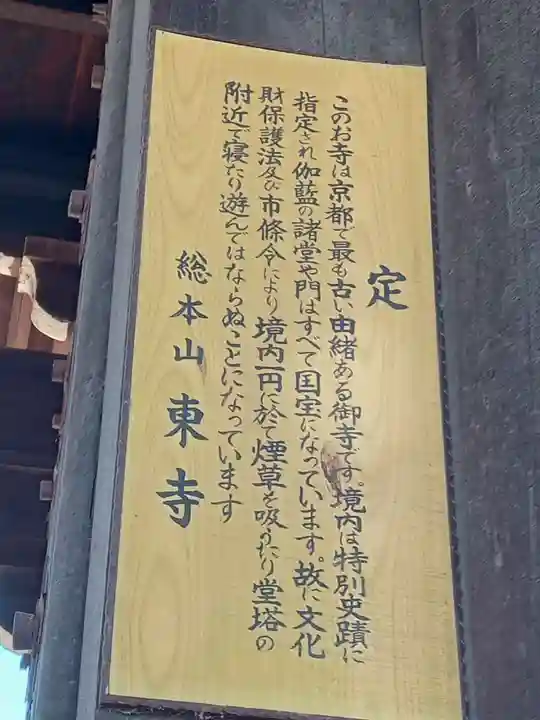 定
このお寺は京都で最も古い由緒ある御寺です。境内は特別史蹟に
指定され伽藍の諸堂や門はすべて国宝になっています。故に文化
財保護法及び市條令により境内一円に於て煙草を吸うたり堂塔の
附近で寝たり遊んではならぬことになっています
総本山東寺